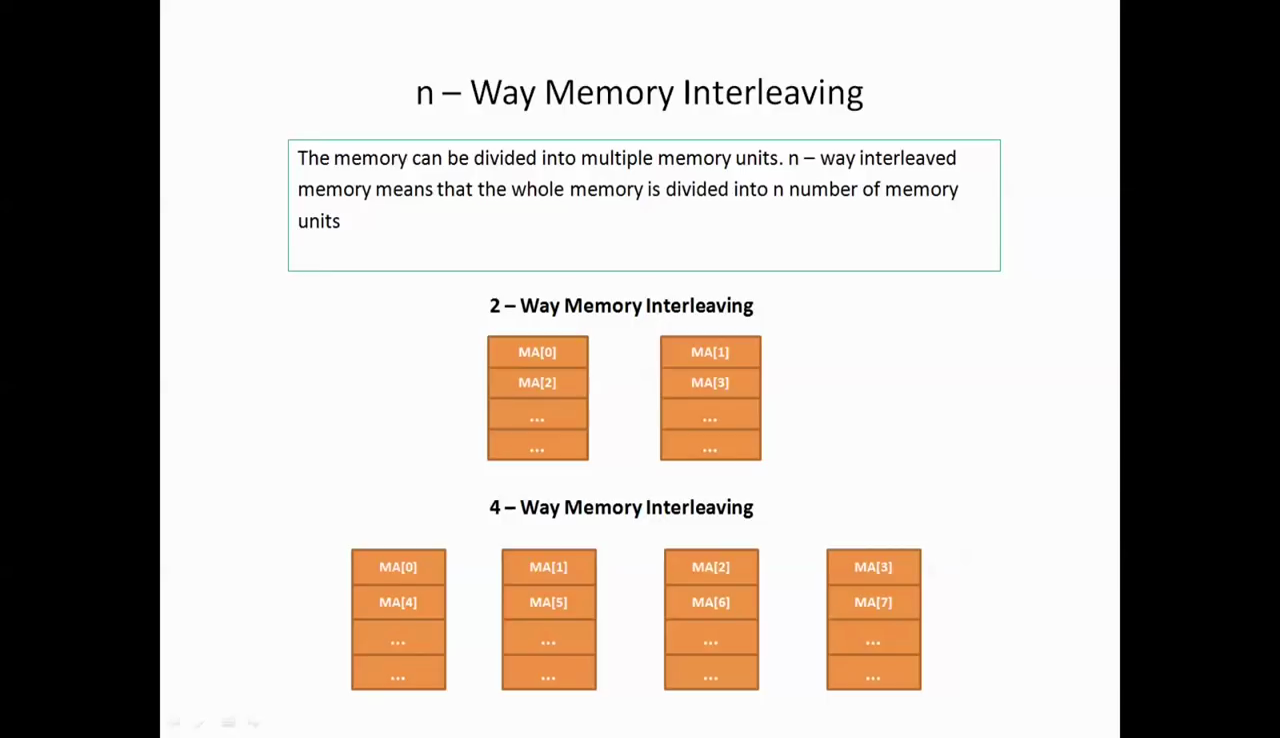 n – Way Memory Interleaving
The memory can be divided into multiple memory units. n – way interleaved
memory means that the whole memory is divided into n number of memory
units
2 – Way Memory Interleaving
MA[0] MA[1]
MA[2] MA[3]
... ...
... ...
4 – Way Memory Interleaving
MA[0] MA[1] MA[2] MA[3]
MA[4] MA[5] MA[6] MA[7]
... ... ... ...
... ... ... ...